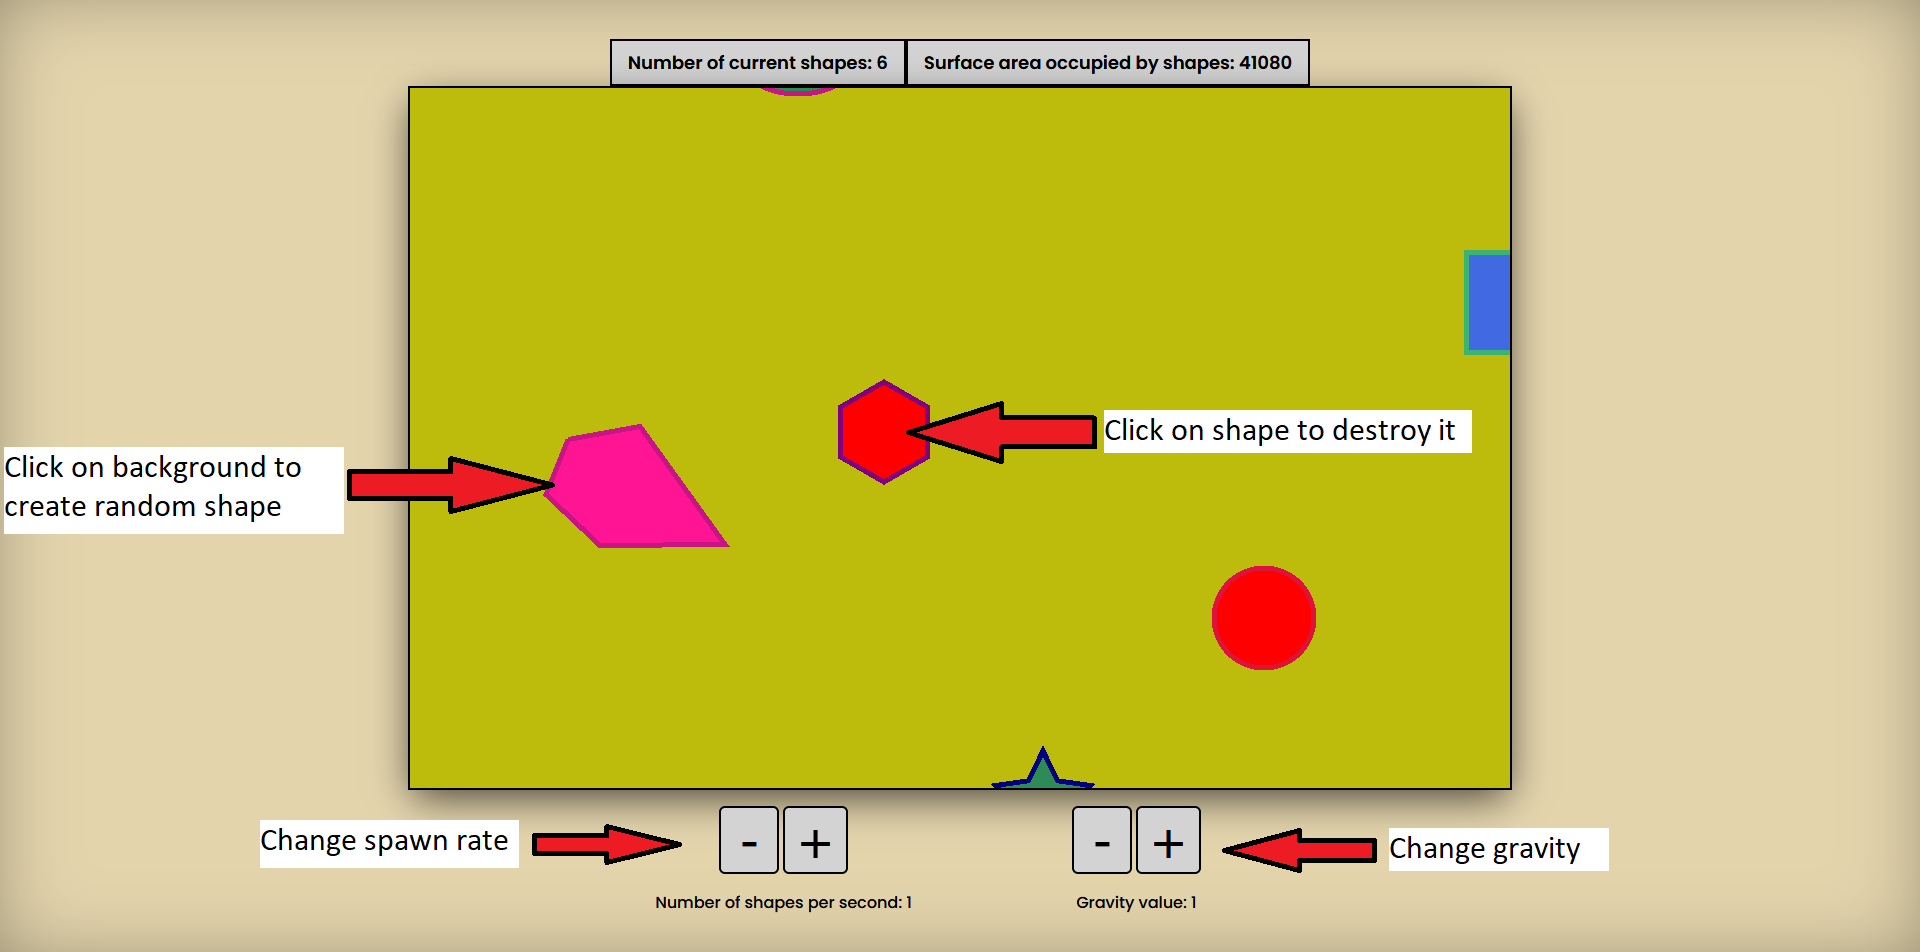 Number of current shapes: 6
Surface area occupied by shapes: 41080
Click on shape to destroy it
Click on background to
create random shape
Change spawn rate
- +
- +
Change gravity
Number of shapes per second: 1
Gravity value: 1